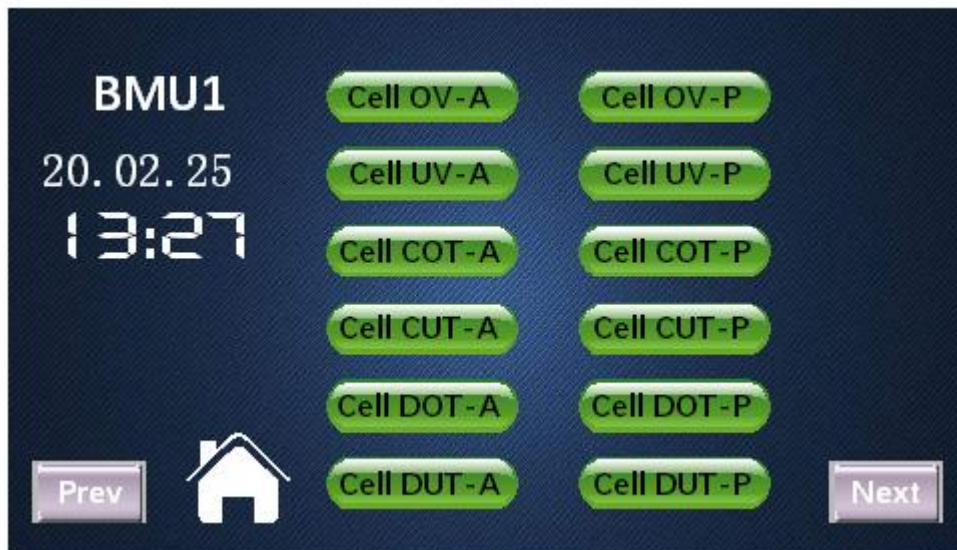 BMU1
20.02.25
13:27
Cell OV-A
Cell OV-P
Cell UV-A
Cell UV-P
Cell COT-A
Cell COT-P
Cell CUT-A
Cell CUT-P
Cell DOT-A
Cell DOT-P
Cell DUT-A
Cell DUT-P
Prev
Next